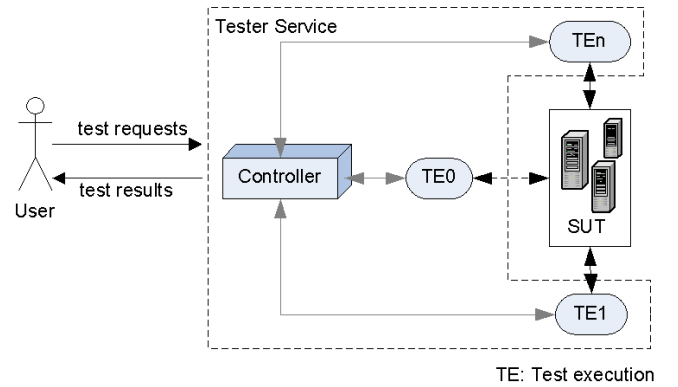 Tester Service
TEn
test requests
Controller
TE0
test results
User
SUT
TE1
TE: Test execution